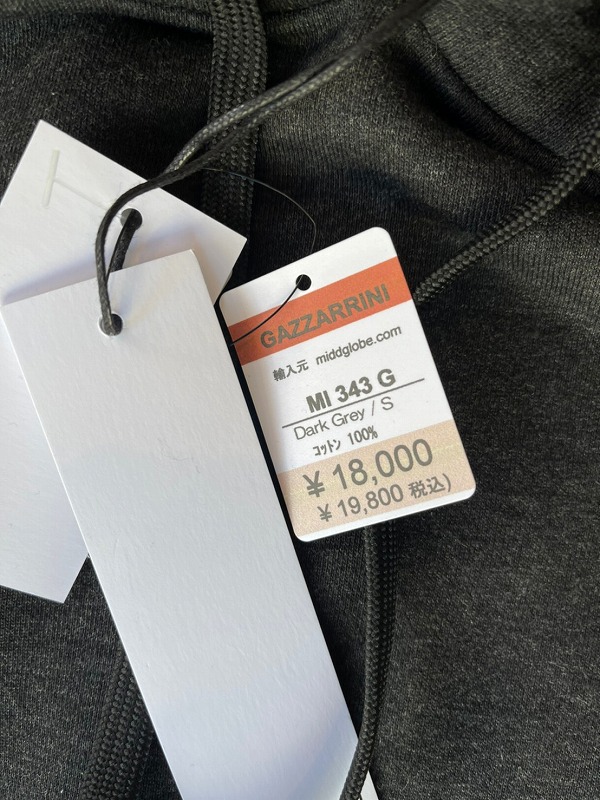 GAZZARRINI
輸入元 middglobe.com
MI 343 G
Dark Grey / S
コットン 100%
¥ 18,000
¥ 19,800 税込)